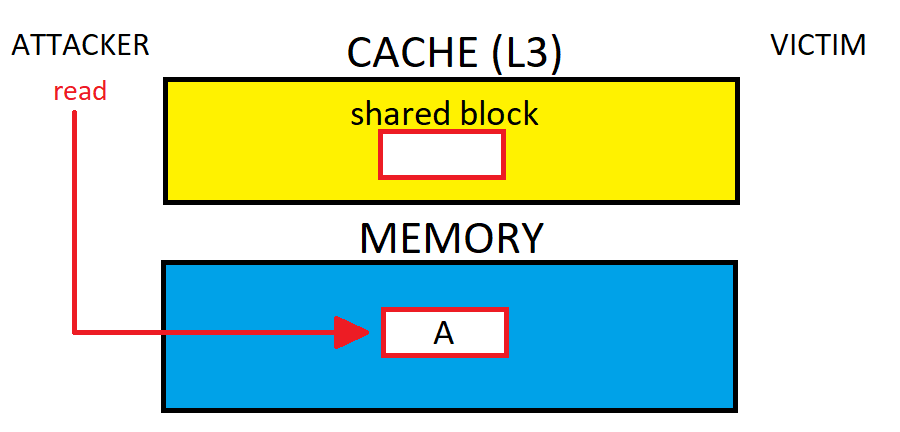 ATTACKER
CACHE (L3)
VICTIM
read
shared block
MEMORY
A